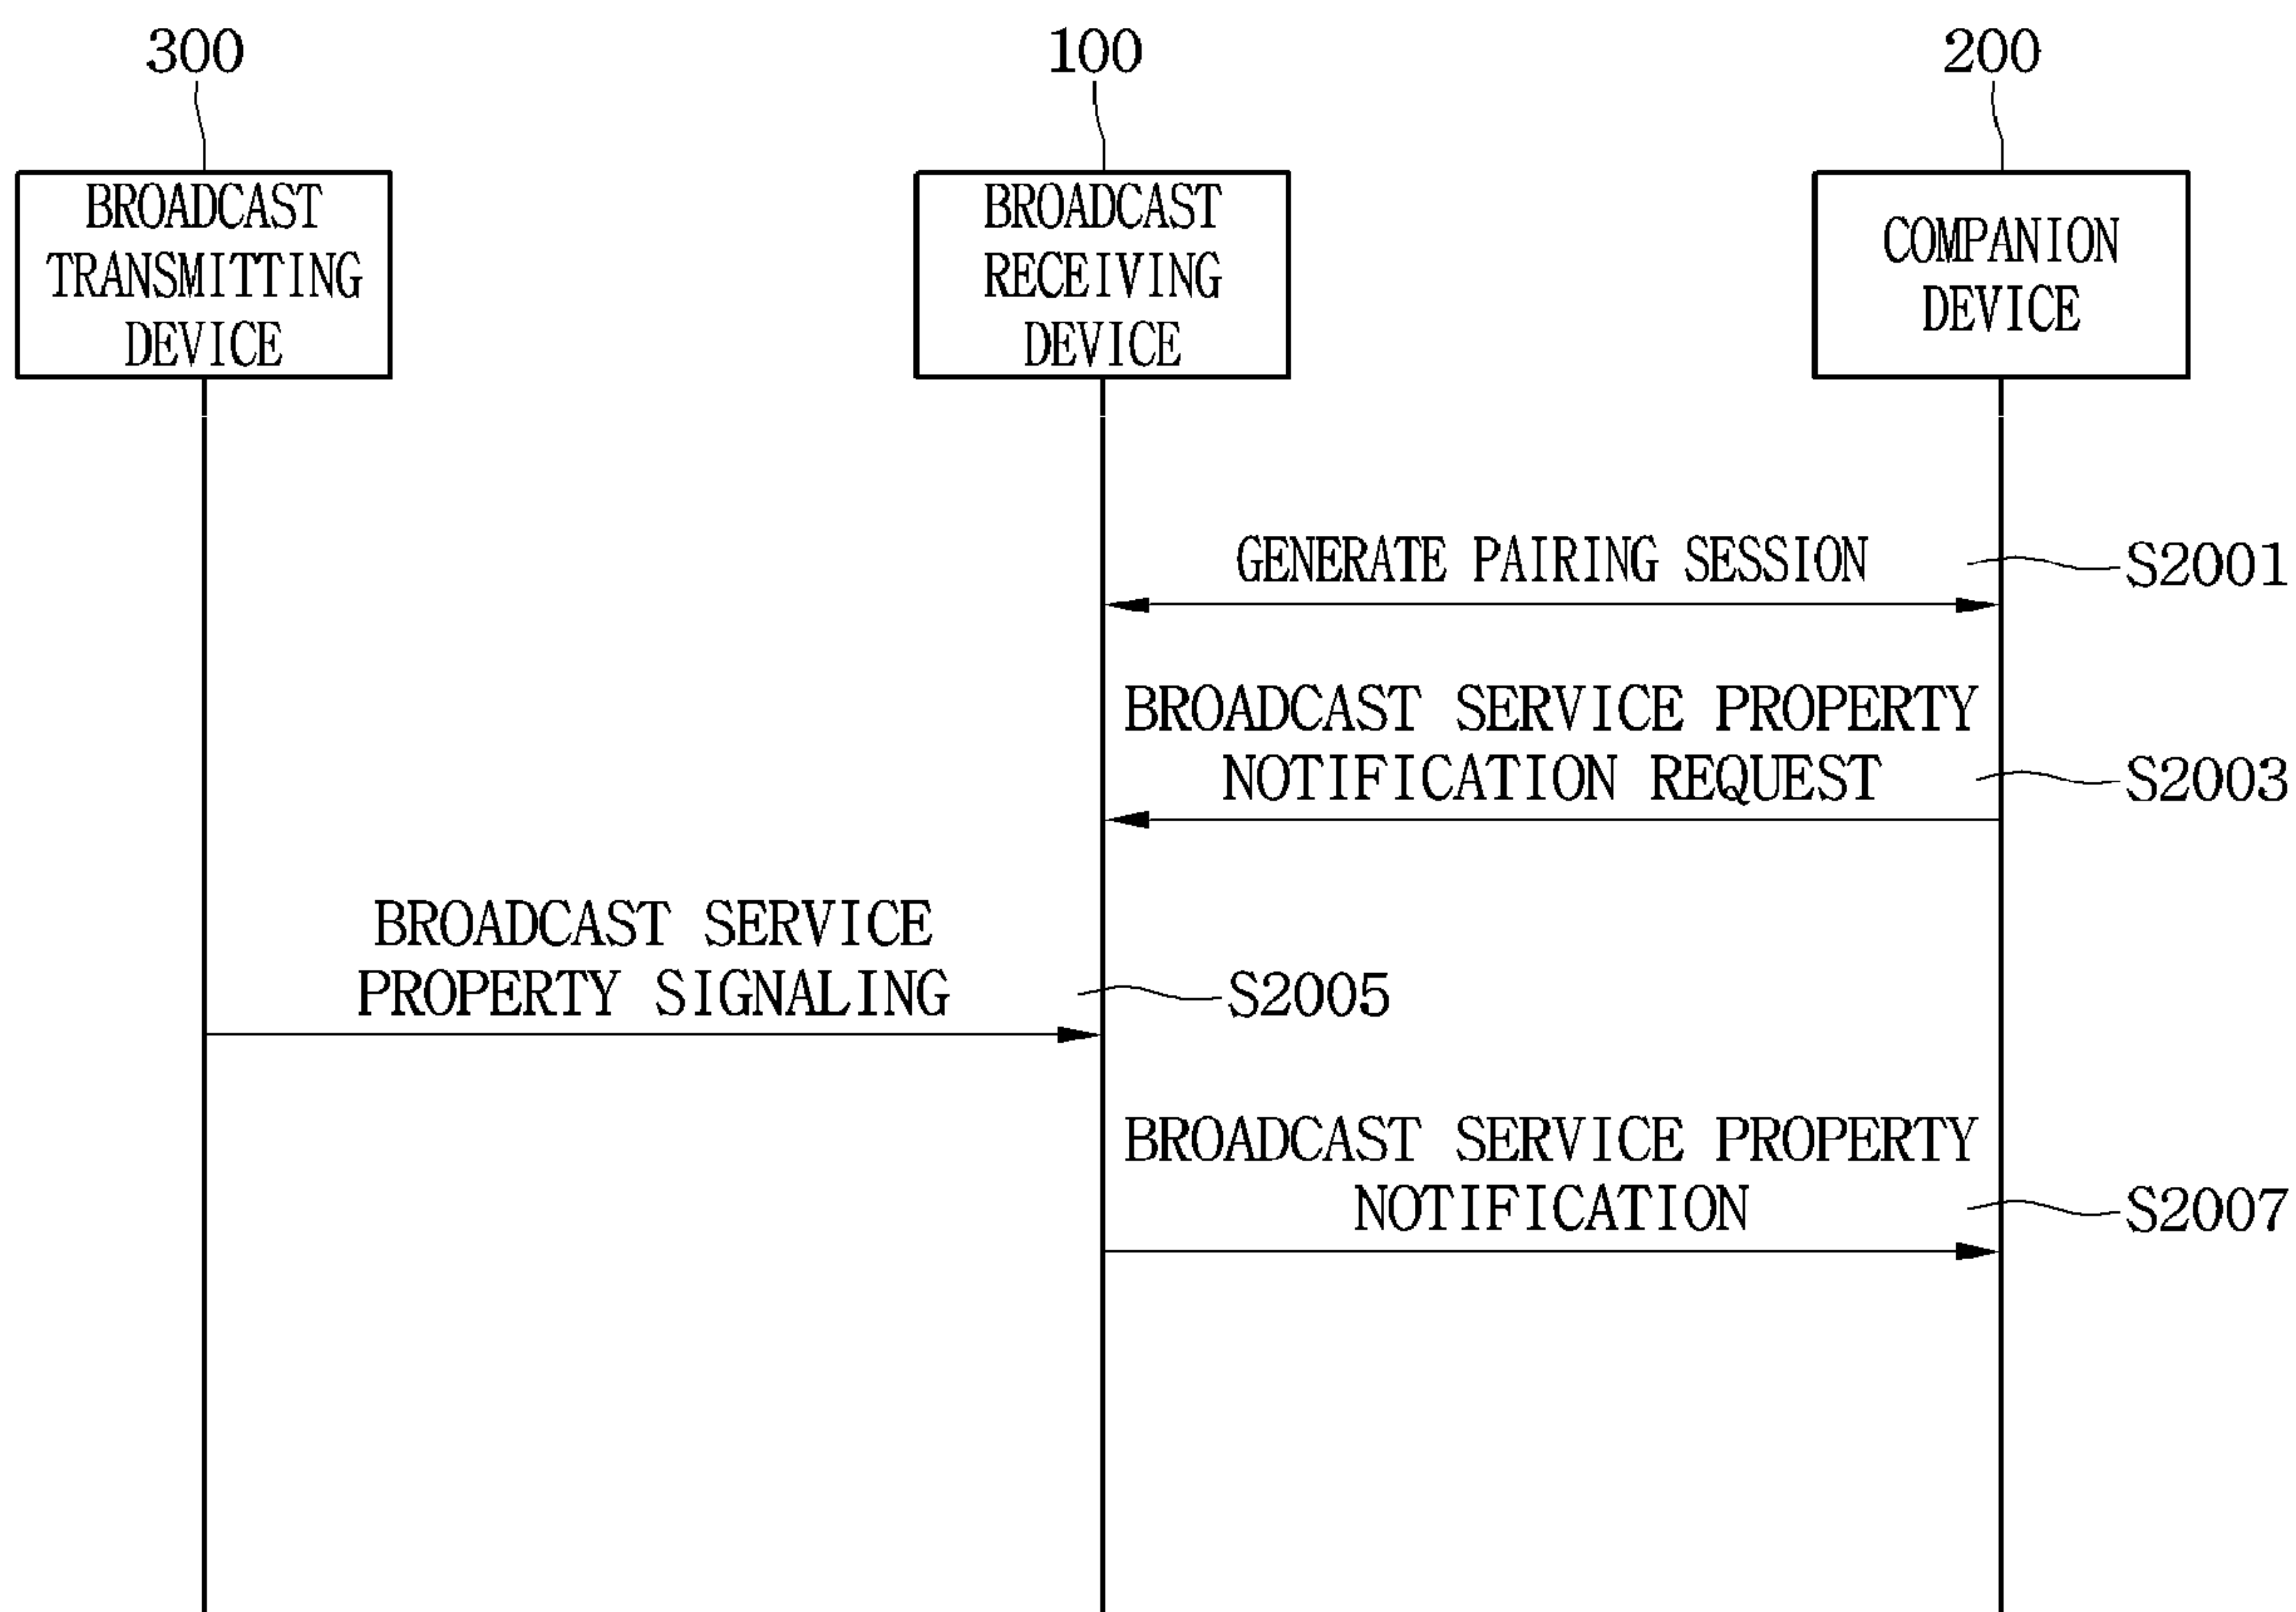 300
100
200
BROADCAST
TRANSMITTING
DEVICE
BROADCAST
RECEIVING
DEVICE
COMPANION
DEVICE
GENERATE PAIRING SESSION
S2001
BROADCAST SERVICE PROPERTY
NOTIFICATION REQUEST
S2003
BROADCAST SERVICE
PROPERTY SIGNALING
S2005
BROADCAST SERVICE PROPERTY
NOTIFICATION
S2007